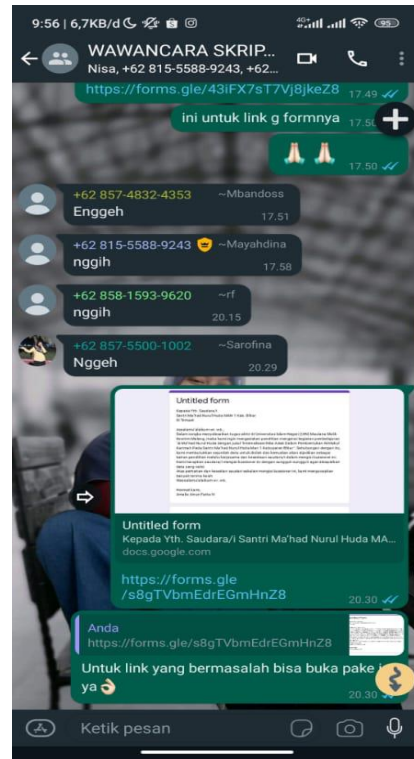 9:56 | 6,7KB/d
4G+
95
WAWANCARA SKRIP...
Nisa, +62 815-5588-9243, +62...
https://forms.gle/43iFX7sT7Vj8jkeZ8 17.49
ini untuk link g formnya 17.50
🙏🏻 🙏🏻
17.50
+62 857-4832-4353 ~Mbandoss
Enggeh
17.51
+62 815-5588-9243 ~Mayahdina
nggih
17.58
+62 858-1593-9620 ~rf
nggih
20.15
+62 857-5500-1002 ~Sarofina
Nggeh
20.29
Untitled form
Untitled form
Kepada Yth. Saudara/i Santri Ma'had Nurul Huda MA...
docs.google.com
https://forms.gle
/s8gTVbmEdrEGmHnZ8
20.30
Anda
https://forms.gle/s8gTVbmEdrEGmHnZ8
Untuk link yang bermasalah bisa buka pake
ya👌🏻
20.30
Ketik pesan